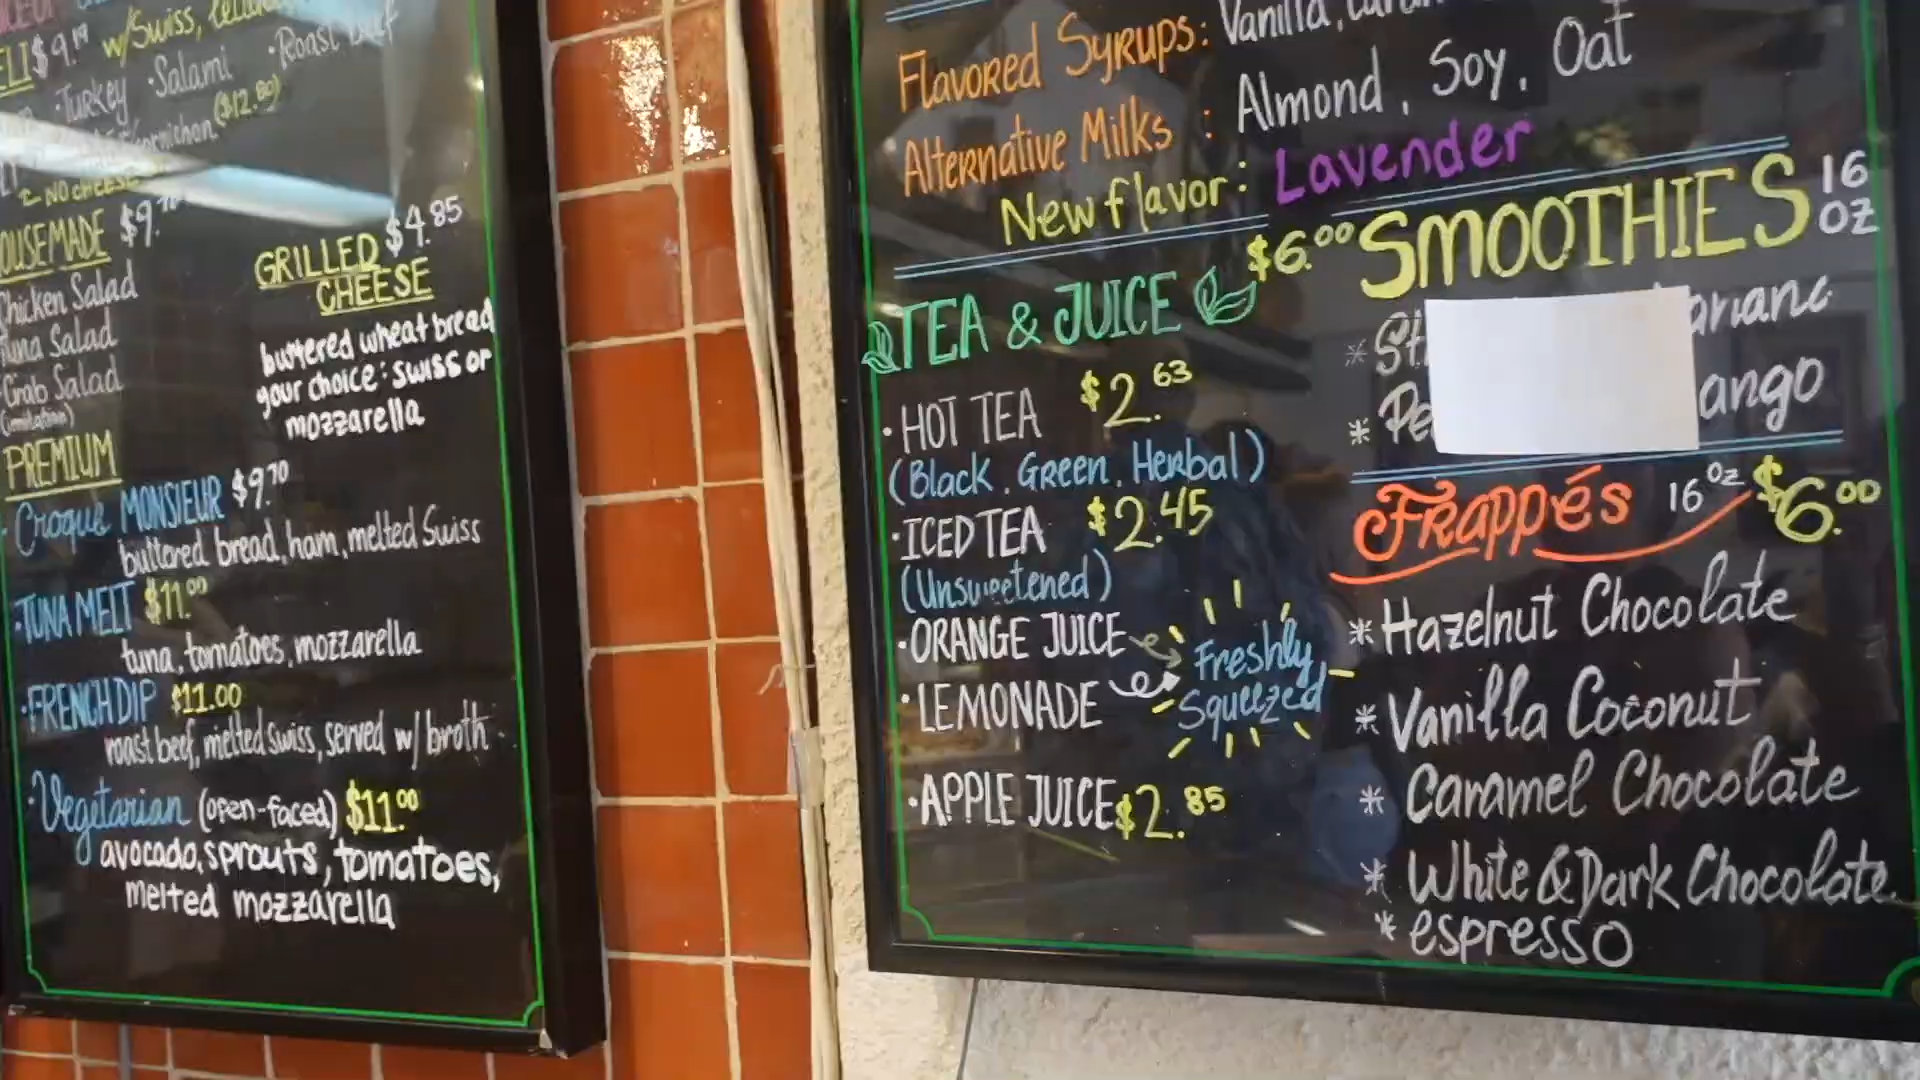 $9.19 w/Swiss,
Turkey · Salami · Roast Beef
cornichon ($12.80)
NO CHEESE
$9.
Chicken Salad
Salad
Crab Salad
(imitation)
GRILLED $4.85
CHEESE
buttered wheat bread
your choice: swiss or
mozzarella
PREMIUM
· Croque MONSIEUR $9.70
buttered bread, ham, melted Swiss
· TUNA MELT $11.00
tuna, tomatoes, mozzarella
· FRENCH DIP $11.00
roast beef, melted swiss, served w/ broth
· Vegetarian (open-faced) $11.00
avocado, sprouts, tomatoes,
melted mozzarella
Flavored Syrups: Vanilla,
Alternative Milks : Almond, Soy, Oat
New flavor: Lavender
TEA & JUICE
· HOT TEA $2.63
(Black, Green, Herbal)
· ICED TEA $2.45
(Unsweetened)
· ORANGE JUICE
· LEMONADE
Freshly
Squeezed
· APPLE JUICE $2.85
$6.00 SMOOTHIES 16 OZ
Frappés 16 Oz $6.00
* Hazelnut Chocolate
* Vanilla Coconut
* Caramel Chocolate
* White & Dark Chocolate
* espresso